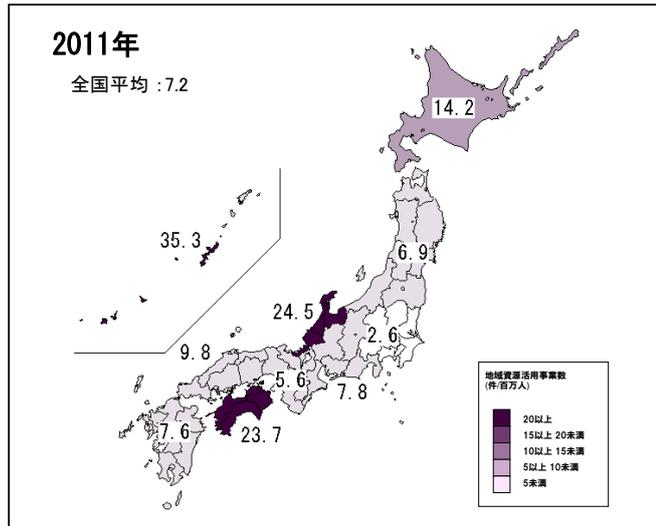 2011年
全国平均 :7.2
14.2
35.3
6.9
24.5
2.6
9.8
5.6
7.8
7.6
23.7
地域資源活用事業数
(件/百万人)
20以上
15以上 20未満
10以上 15未満
5以上 10未満
5未満